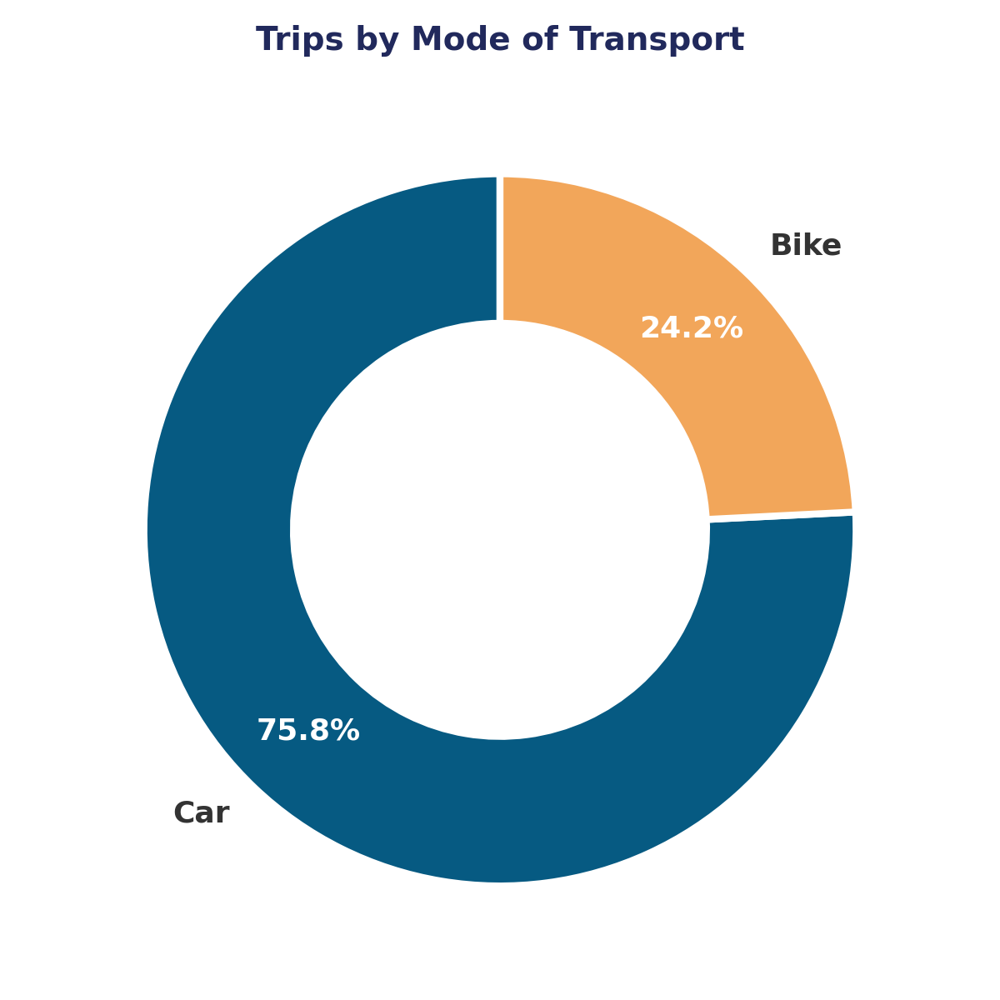 Trips by Mode of Transport
Bike
24.2%
75.8%
Car